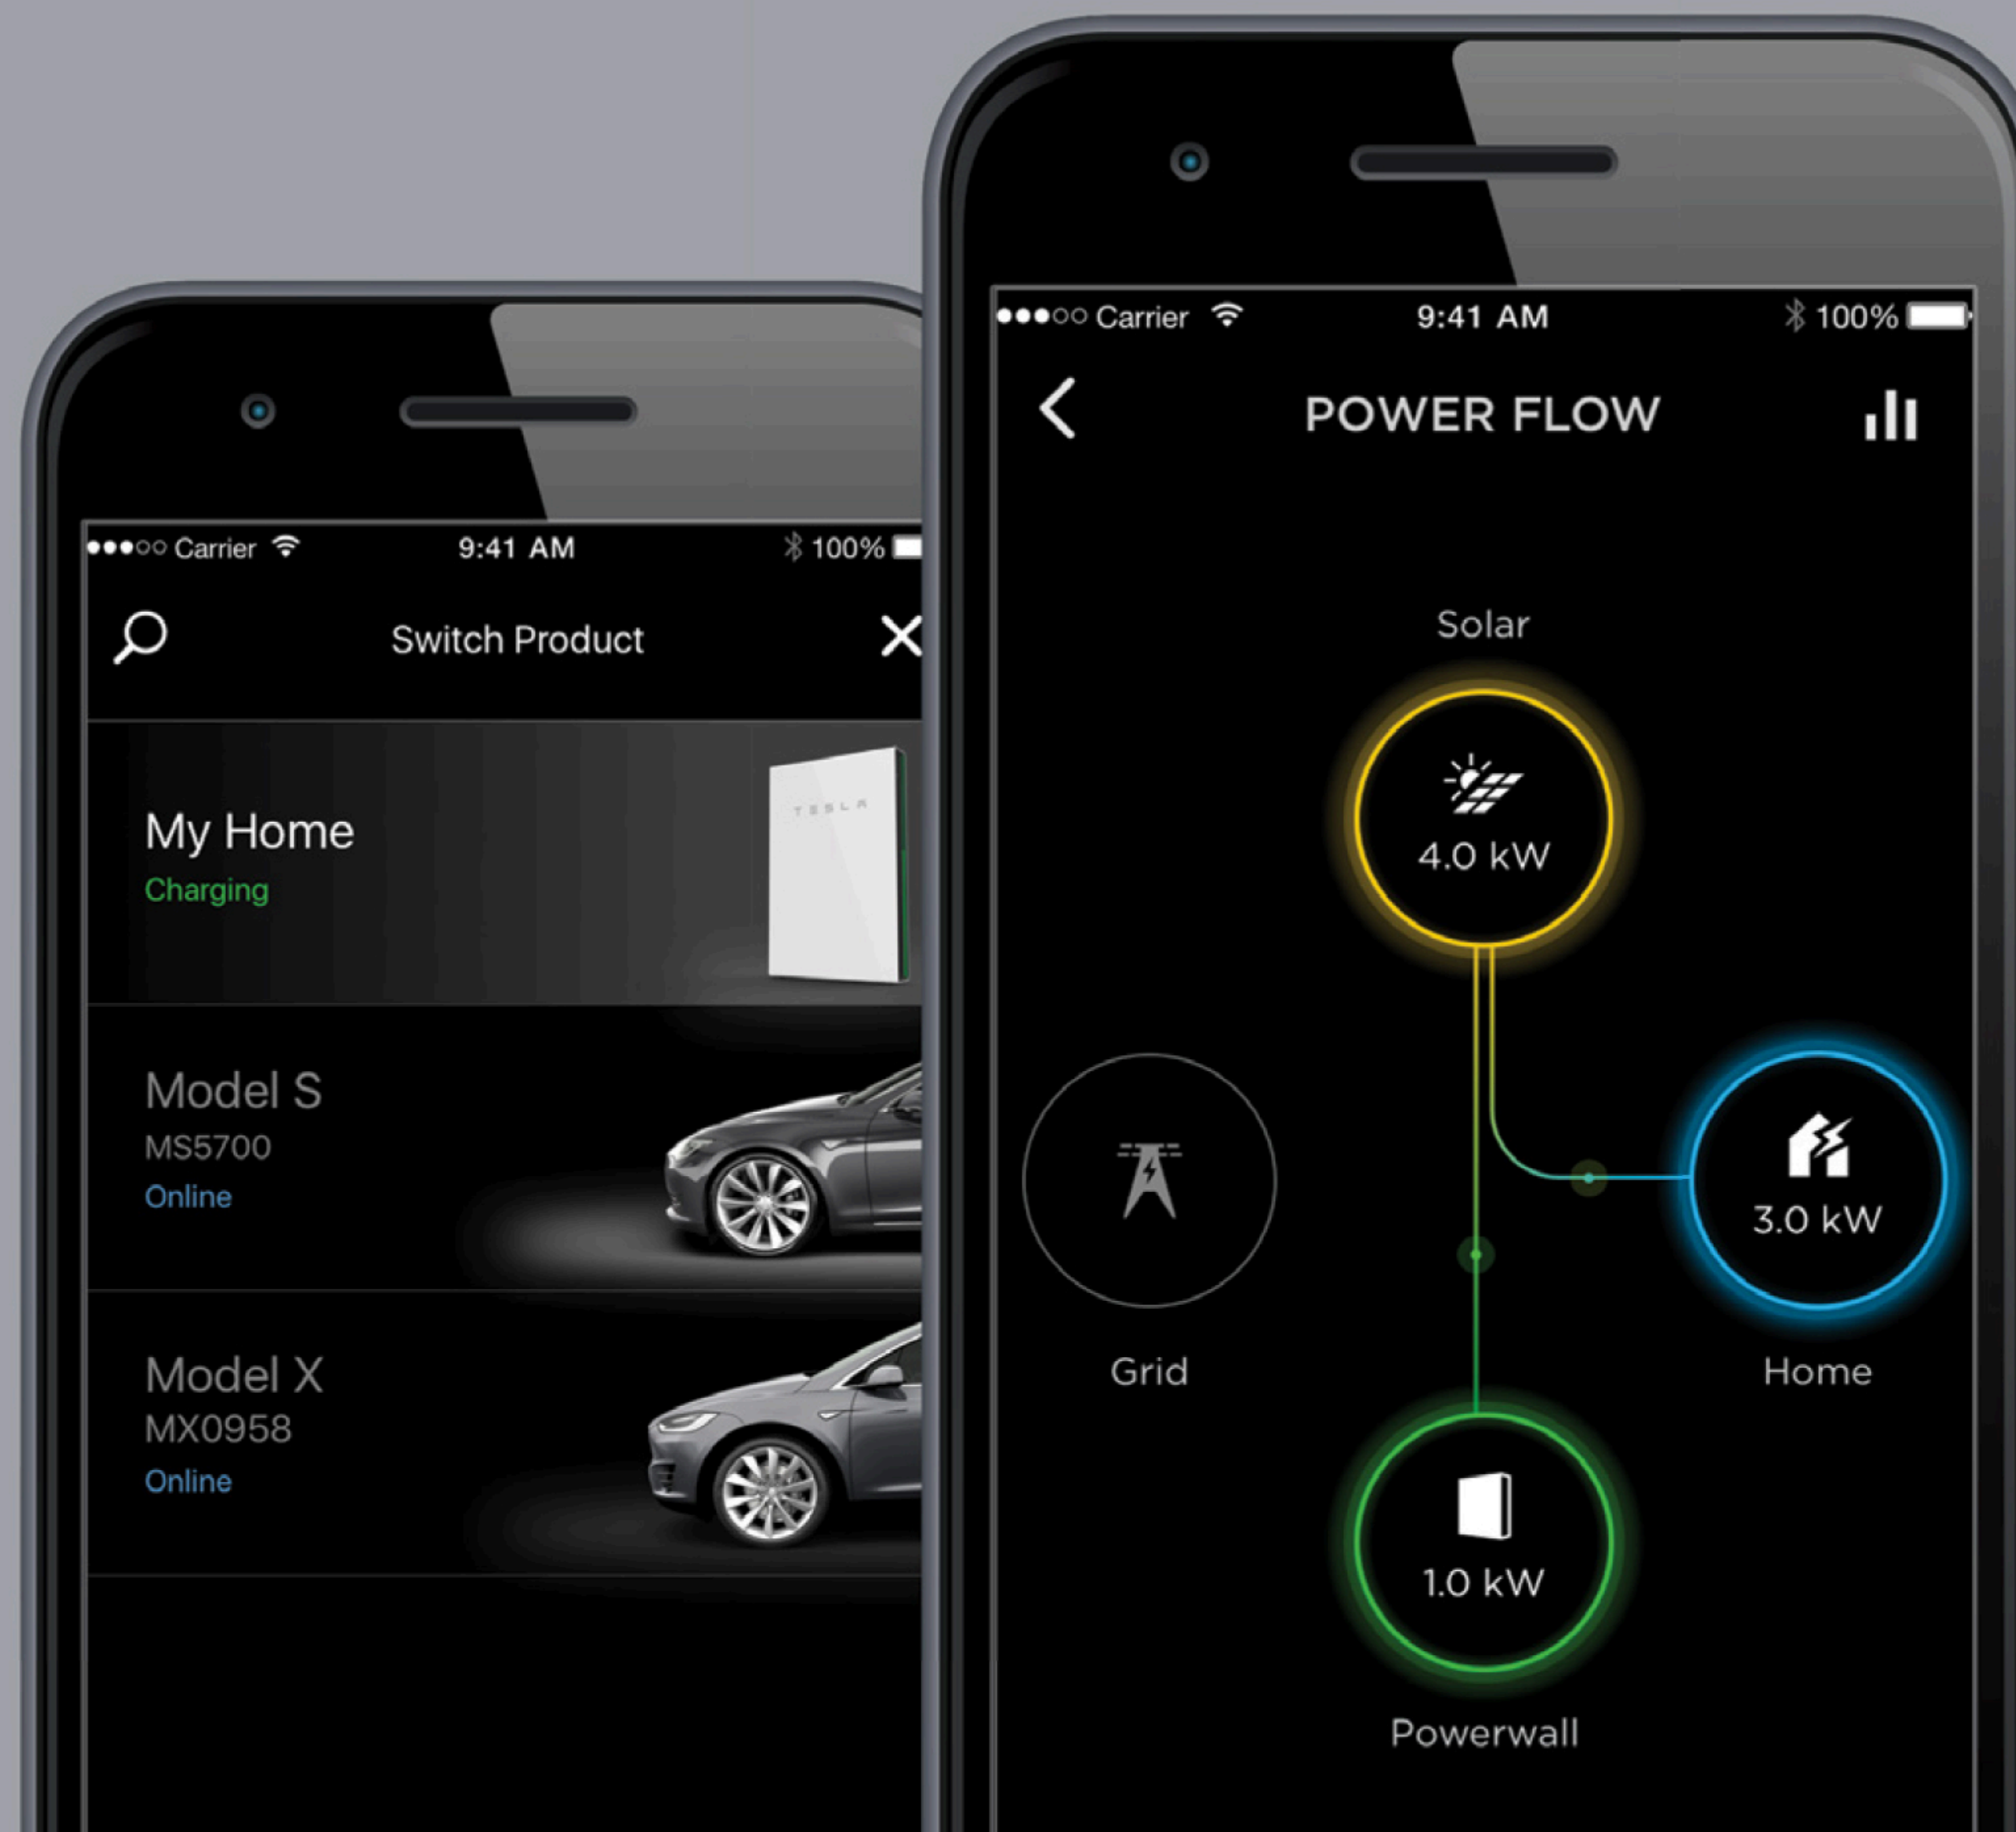 Carrier 9:41 AM 100%
Switch Product
My Home
Charging
TESLA
Model S
MS5700
Online
Model X
MX0958
Online
Carrier 9:41 AM 100%
POWER FLOW
Solar
4.0 kW
3.0 kW
Grid
Home
1.0 kW
Powerwall